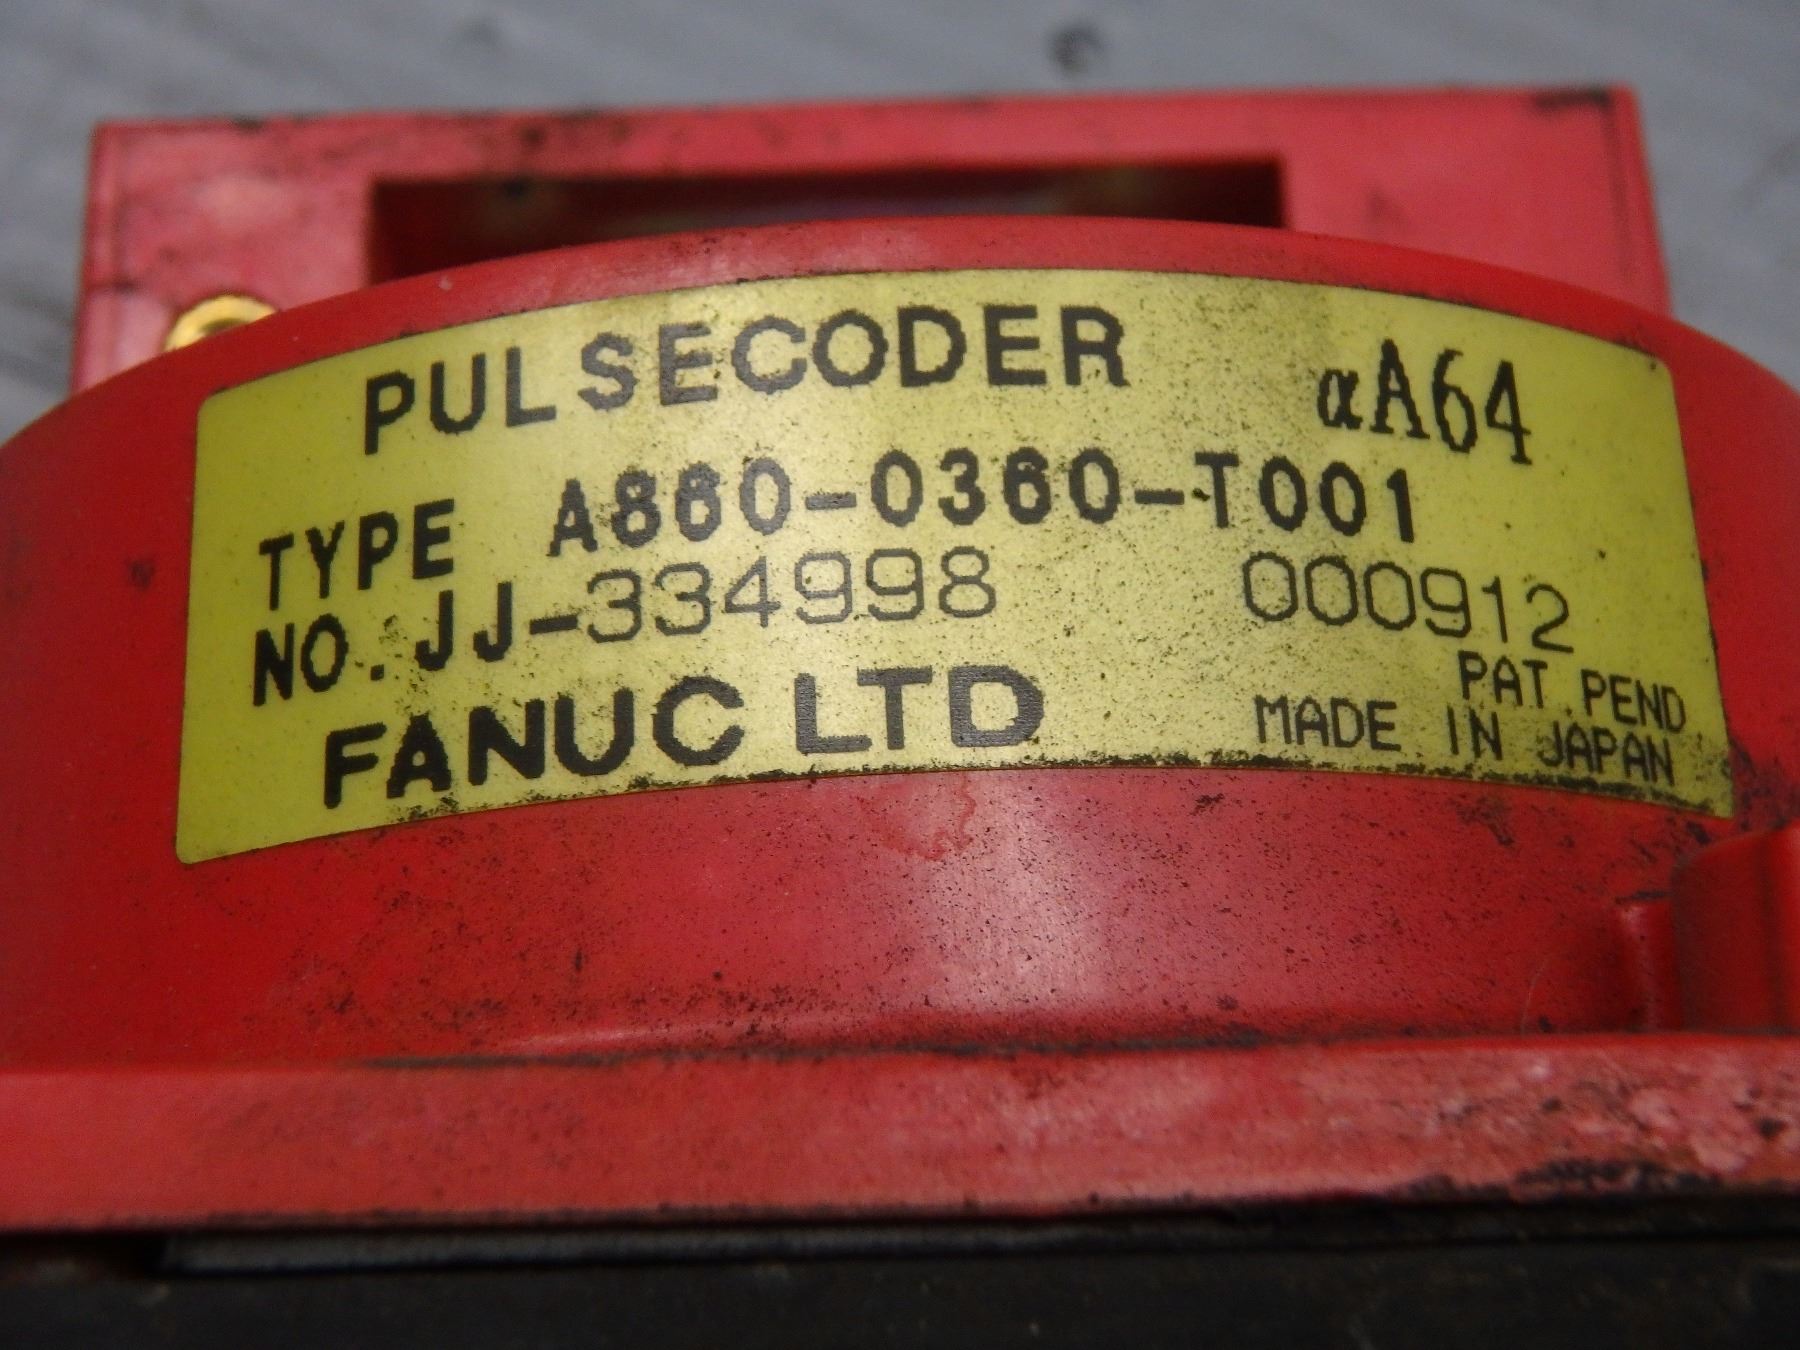 PULSECODER αA64
TYPE A860-0360-T001
NO. JJ-334998 000912
PAT.PEND
FANUC LTD MADE IN JAPAN